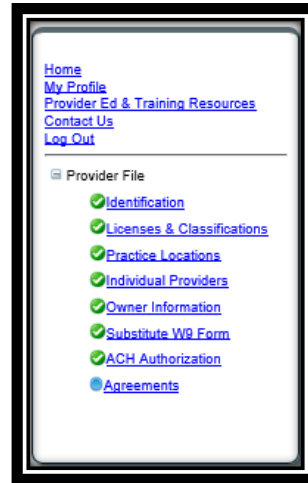 Home
My Profile
Provider Ed & Training Resources
Contact Us
Log Out
Provider File
Identification
Licenses & Classifications
Practice Locations
Individual Providers
Owner Information
Substitute W9 Form
ACH Authorization
Agreements